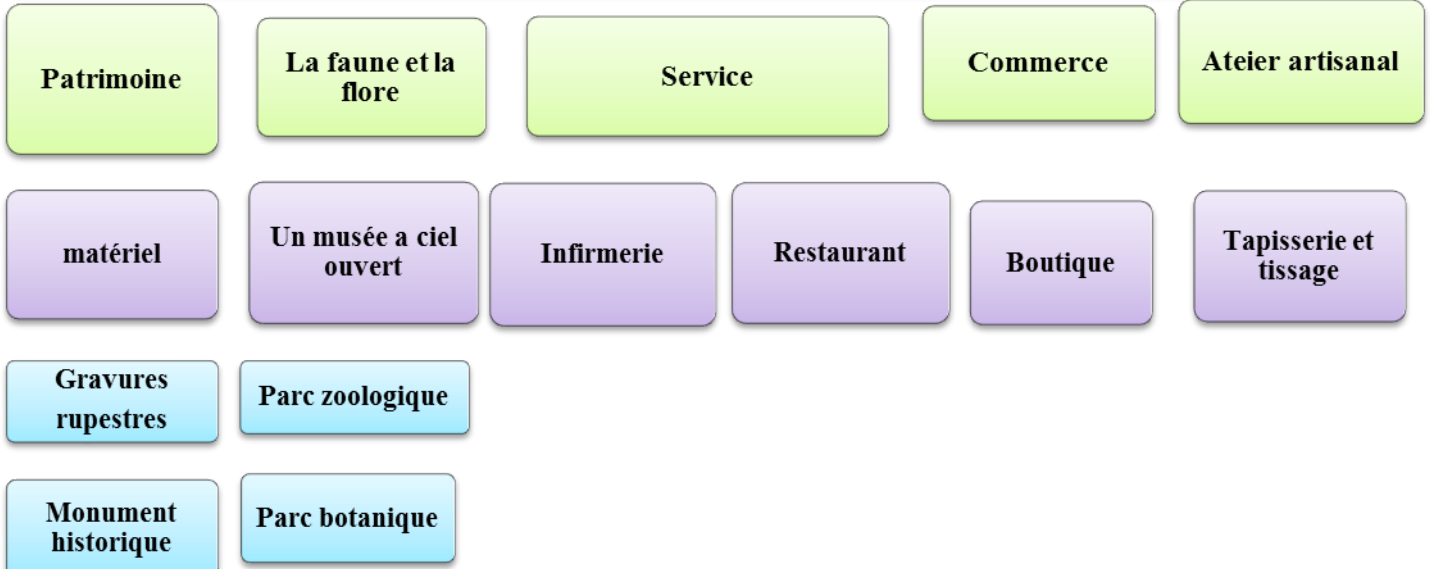 Patrimoine
La faune et la
flore
Service
Commerce
Ateier artisanal
matériel
Un musée a ciel
ouvert
Infirmerie
Restaurant
Boutique
Tapisserie et
tissage
Gravures
rupestres
Parc zoologique
Monument
historique
Parc botanique